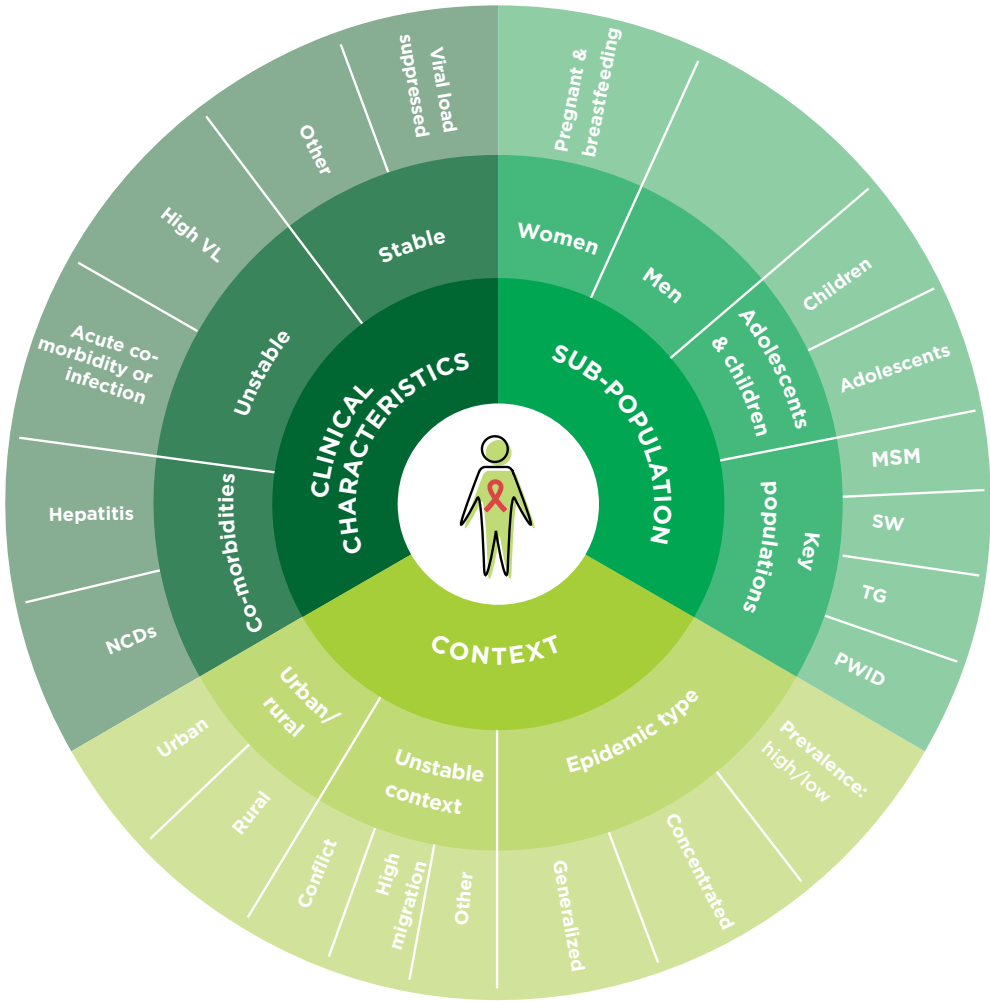 CLINICAL
CHARACTERISTICS
Stable
Viral load
suppressed
Other
Unstable
High VL
Acute co-
morbidity or
infection
Co-morbidities
Hepatitis
NCDs
SUB-POPULATION
Women
Pregnant &
breastfeeding
Men
Adolescents
& children
Children
Adolescents
Key
populations
MSM
SW
TG
PWID
CONTEXT
Epidemic type
Prevalence:
high/low
Concentrated
Generalized
Unstable
context
Other
High
migration
Conflict
Urban/
rural
Rural
Urban